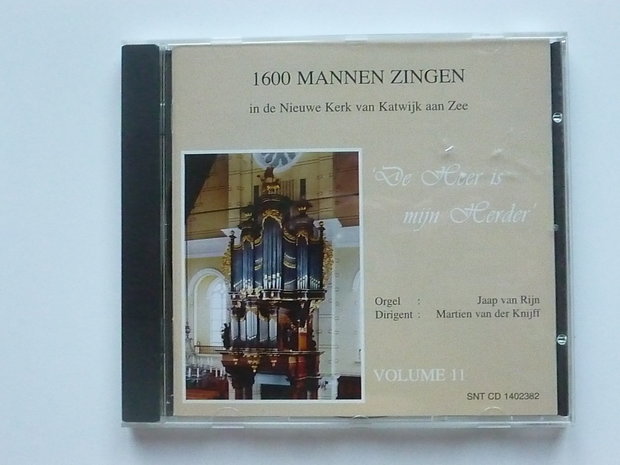 1600 MANNEN ZINGEN
in de Nieuwe Kerk van Katwijk aan Zee
'De Heer is
mijn Herder'
Orgel : Jaap van Rijn
Dirigent : Martien van der Knijff
VOLUME 11
SNT CD 1402382